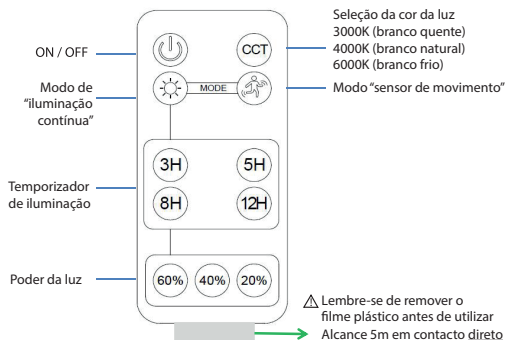 Seleção da cor da luz
3000K (branco quente)
4000K (branco natural)
6000K (branco frio)
ON / OFF
CCT
Modo de
“iluminação
contínua”
MODE
Modo “sensor de movimento”
3H
5H
Temporizador
de iluminação
8H
12H
Poder da luz
60%
40%
20%
Lembre-se de remover o
filme plástico antes de utilizar
Alcance 5m em contacto direto